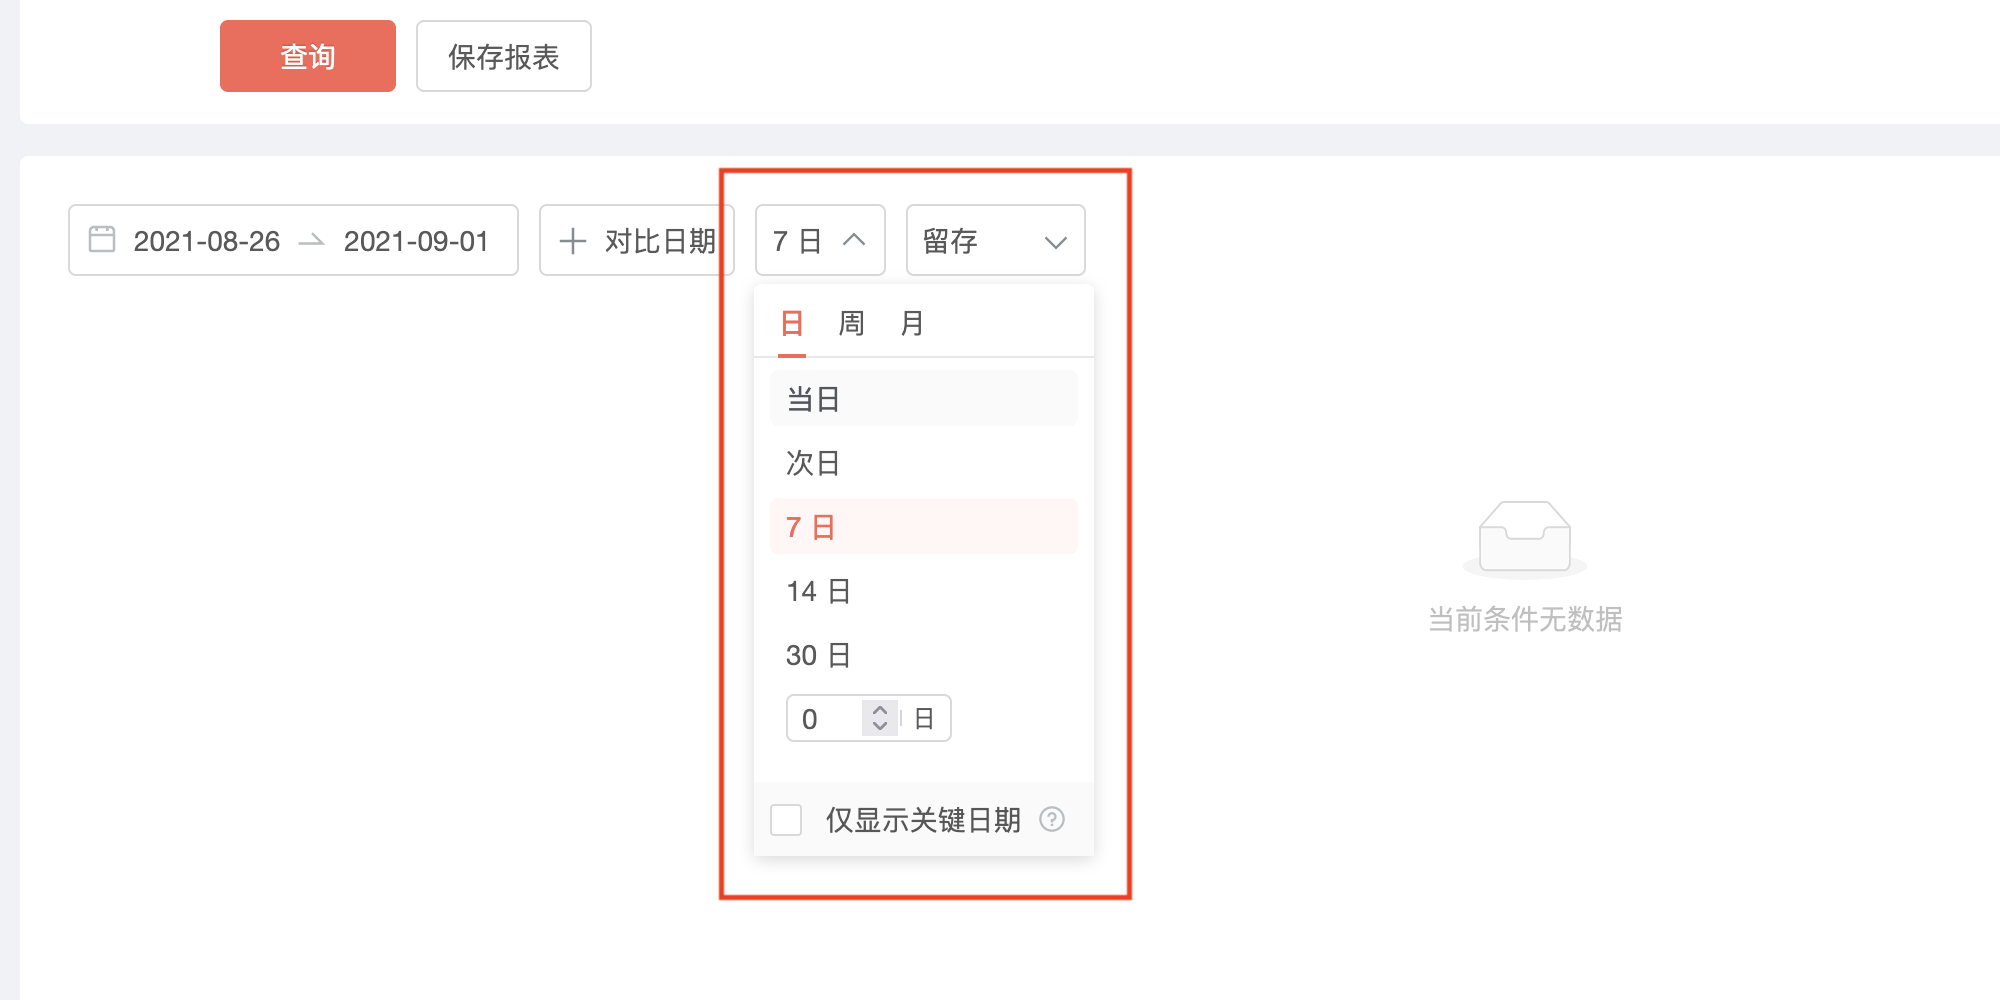 查询 保存报表
2021-08-26 2021-09-01 对比日期 7 日 留存
日 周 月
当日
次日
7 日
14 日
30 日
0 日
仅显示关键日期
当前条件无数据